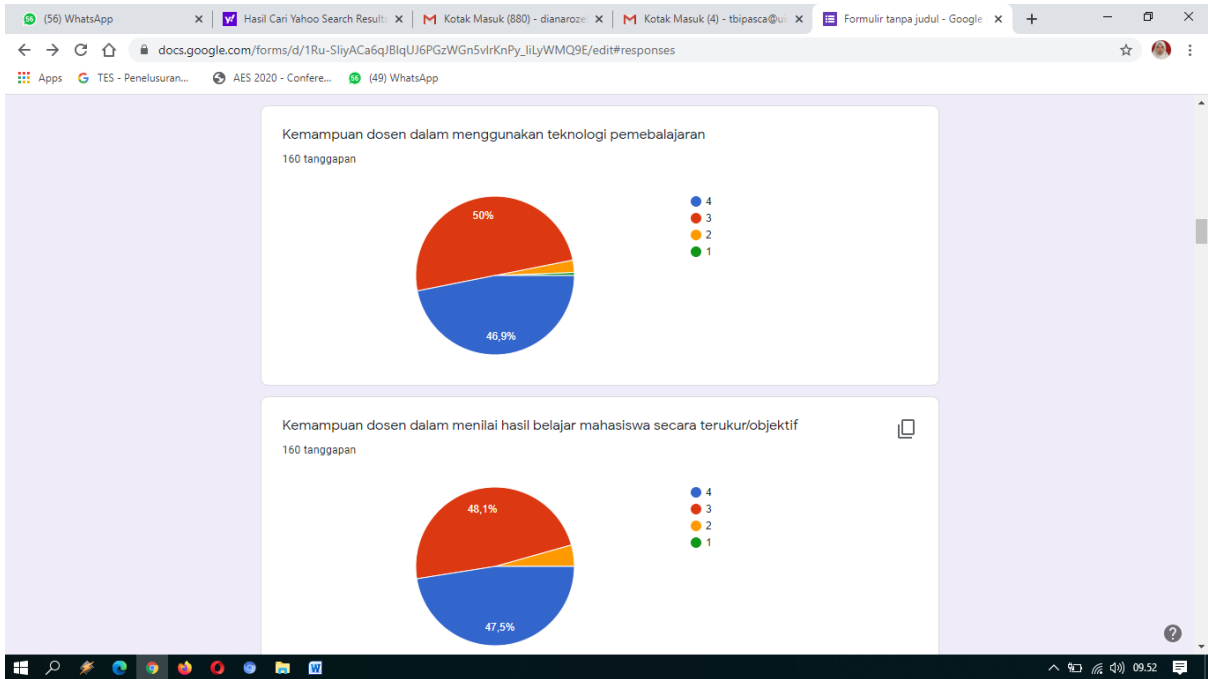 (56) WhatsApp
Hasil Cari Yahoo Search Results
Kotak Masuk (880) - dianaroze
Kotak Masuk (4) - tbipasca@ui
Formulir tanpa judul - Google
docs.google.com/forms/d/1Ru-SIiyACa6qJBlqUJ6PGzWGn5vIrKnPy_IiLyWMQ9E/edit#responses
Apps
TES - Penelusuran...
AES 2020 - Confere...
(49) WhatsApp
Kemampuan dosen dalam menggunakan teknologi pemebalajaran
160 tanggapan
50%
46,9%
4
3
2
1
Kemampuan dosen dalam menilai hasil belajar mahasiswa secara terukur/objektif
160 tanggapan
48,1%
47,5%
4
3
2
1
09.52